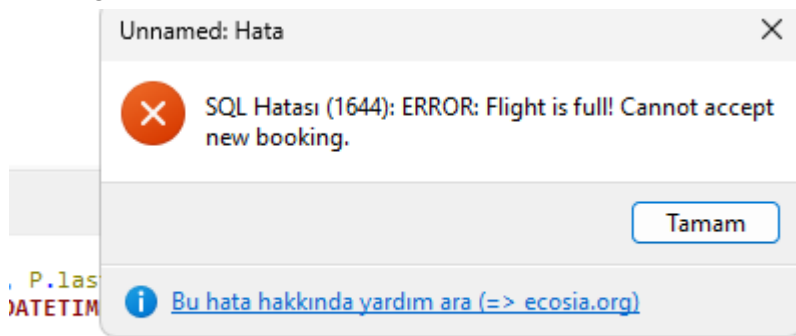 Unnamed: Hata
SQL Hatası (1644): ERROR: Flight is full! Cannot accept
new booking.
Tamam
, P.las
DATETIM
Bu hata hakkında yardım ara (=> ecosia.org)